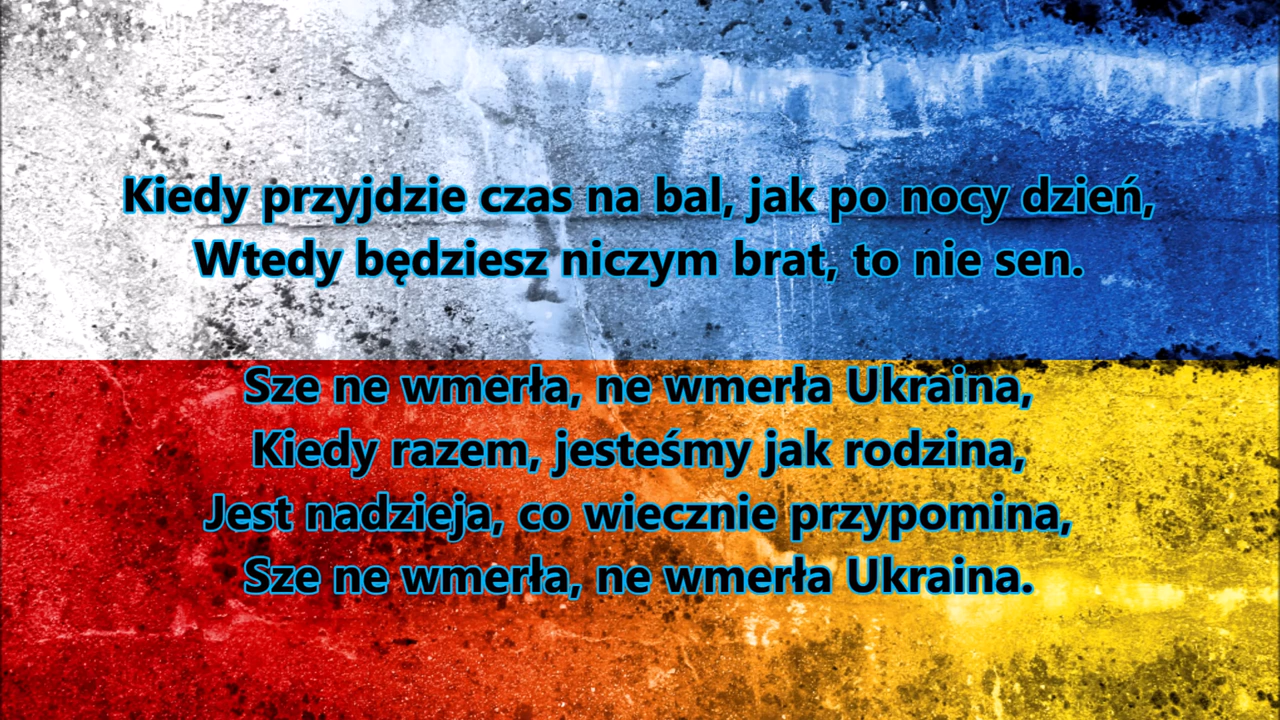 Kiedy przyjdzie czas na bal, jak po nocy dzień,
Wtedy będziesz niczym brat, to nie sen.
Sze ne wmerła, ne wmerła Ukraina,
Kiedy razem, jesteśmy jak rodzina,
Jest nadzieja, co wiecznie przypomina,
Sze ne wmerła, ne wmerła Ukraina.